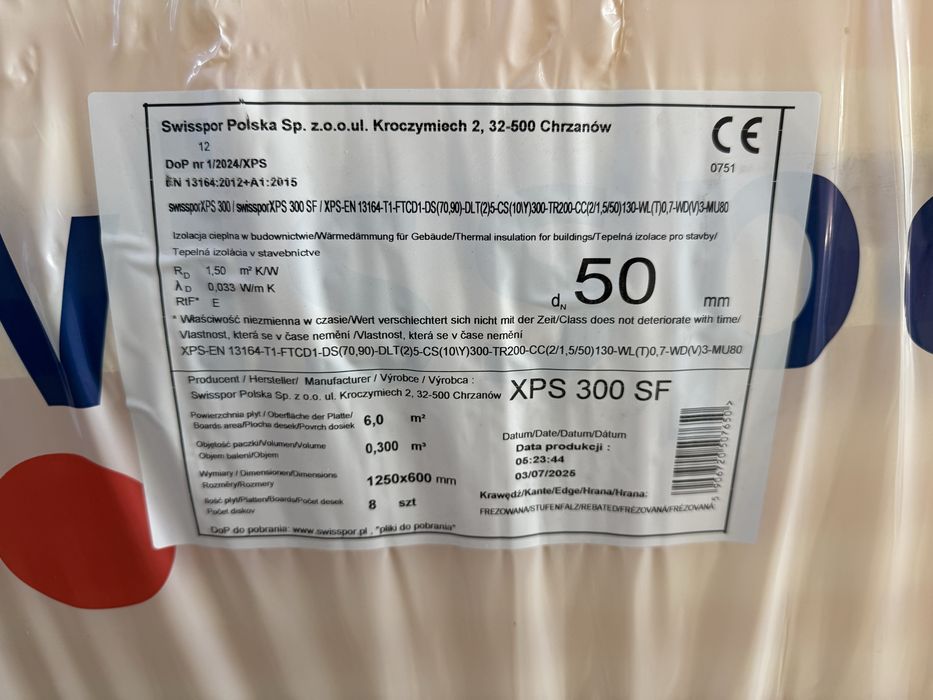 Swisspor Polska Sp. z.o.o.ul. Kroczymiech 2, 32-500 Chrzanów
CE
12
0751
DoP nr 1/2024/XPS
EN 13164:2012+A1:2015
swissporXPS 300 / swissporXPS 300 SF / XPS-EN 13164-T1-FTCD1-DS(70,90)-DLT(2)5-CS(10\Y)300-TR200-CC(2/1,5/50)130-WL(T)0,7-WD(V)3-MU80
Izolacja cieplna w budownictwie/Wärmedämmung für Gebäude/Thermal insulation for buildings/Tepelná izolace pro stavby/
Tepelná izolácia v stavebníctve
R_D 1,50 m² K/W
λ_D 0,033 W/m K
RtF* E
d_N 50 mm
* Właściwość niezmienna w czasie/Wert verschlechtert sich nicht mit der Zeit/Class does not deteriorate with time/
Vlastnost, která se v čase nemění /Vlastnost, která se v čase nemění
XPS-EN 13164-T1-FTCD1-DS(70,90)-DLT(2)5-CS(10\Y)300-TR200-CC(2/1,5/50)130-WL(T)0,7-WD(V)3-MU80
Producent / Hersteller/ Manufacturer / Výrobce / Výrobca :
Swisspor Polska Sp. z o.o. ul. Kroczymiech 2, 32-500 Chrzanów
XPS 300 SF
Powierzchnia płyt / Oberfläche der Platte/
Boards area/Plocha desek/Povrch dosiek
6,0 m²
Objętość paczki/Volumen/Volume
Objem balení/Objem
0,300 m³
Wymiary / Dimensionen/Dimensions
Rozměry/Rozmery
1250x600 mm
Ilość płyt/Platten/Boards/Počet desek
Počet diskov
8 szt
Datum/Date/Datum/Dátum
Data produkcji :
05:23:44
03/07/2025
Krawędź/Kante/Edge/Hrana/Hrana:
FREZOWANA/STUFENFALZ/REBATED/FRÉZOVANÁ/FRÉZOVANÁ
DoP do pobrania: www.swisspor.pl , "pliki do pobrania"